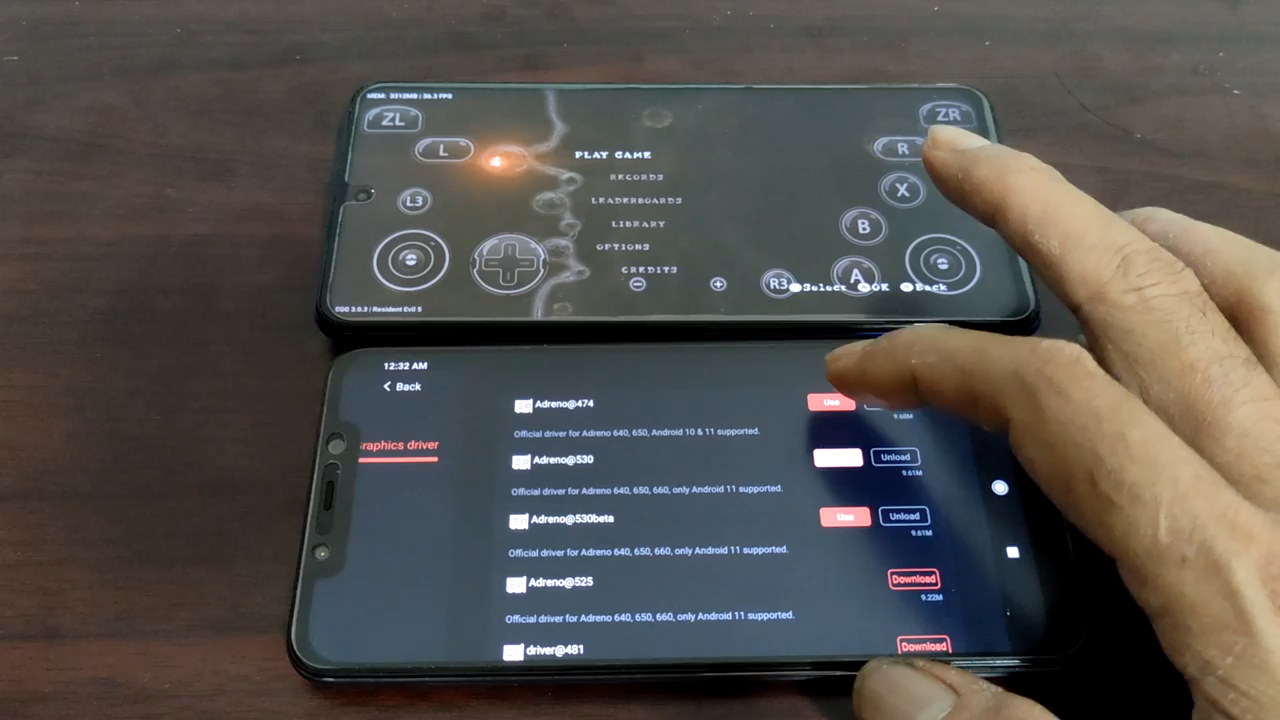 MEM: 3312MB | 36.3 FPS
ZL
ZR
L
R
PLAY GAME
RECORDS
X
L3
LEADERBOARDS
LIBRARY
B
OPTIONS
CREDITS
A
R3
Select
OK
Back
EGG 3.0.3 | Resident Evil 5
12:32 AM
Back
Adreno@474
Use
9.68M
Official driver for Adreno 640, 650, Android 10 & 11 supported.
raphics driver
Adreno@530
Unload
9.61M
Official driver for Adreno 640, 650, 660, only Android 11 supported.
Adreno@530beta
Use
Unload
9.61M
Official driver for Adreno 640, 650, 660, only Android 11 supported.
Adreno@525
Download
9.22M
Official driver for Adreno 640, 650, 660, only Android 11 supported.
driver@481
Download